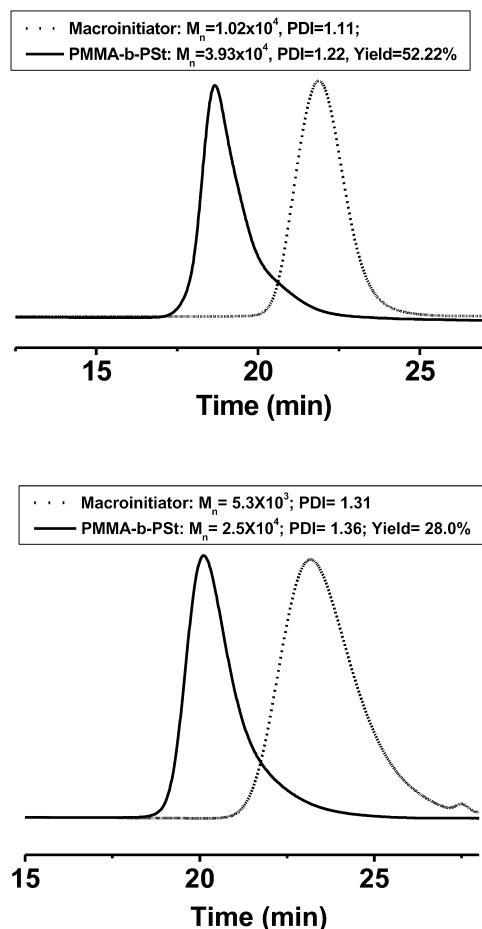 Macroinitiator: Mn=1.02x10^4, PDI=1.11;
PMMA-b-PSt: Mn=3.93x10^4, PDI=1.22, Yield=52.22%
15 20 25
Time (min)
Macroinitiator: Mn= 5.3X10^3; PDI= 1.31
PMMA-b-PSt: Mn= 2.5X10^4; PDI= 1.36; Yield= 28.0%
15 20 25
Time (min)